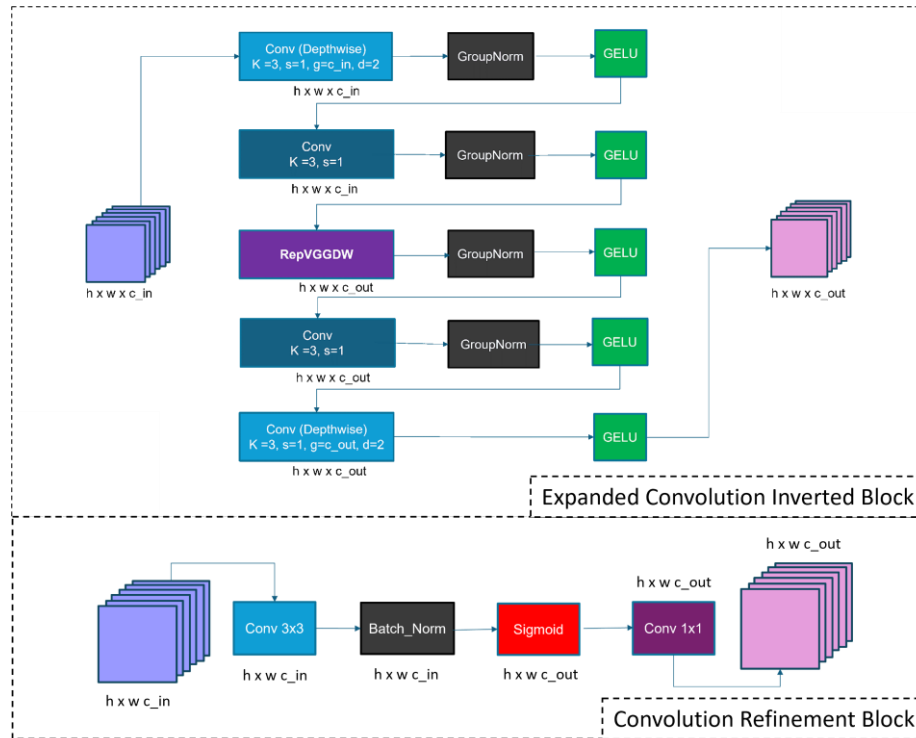 Conv (Depthwise)
K =3, s=1, g=c_in, d=2
h x w x c_in
GroupNorm
GELU
Conv
K =3, s=1
h x w x c_in
GroupNorm
GELU
h x w x c_in
RepVGGDW
h x w x c_out
GroupNorm
GELU
h x w x c_out
Conv
K =3, s=1
h x w x c_out
GroupNorm
GELU
Conv (Depthwise)
K =3, s=1, g=c_out, d=2
h x w x c_out
GELU
Expanded Convolution Inverted Block
h x w c_in
Conv 3x3
h x w c_in
Batch_Norm
h x w c_in
Sigmoid
h x w c_out
h x w c_out
Conv 1x1
h x w c_out
Convolution Refinement Block